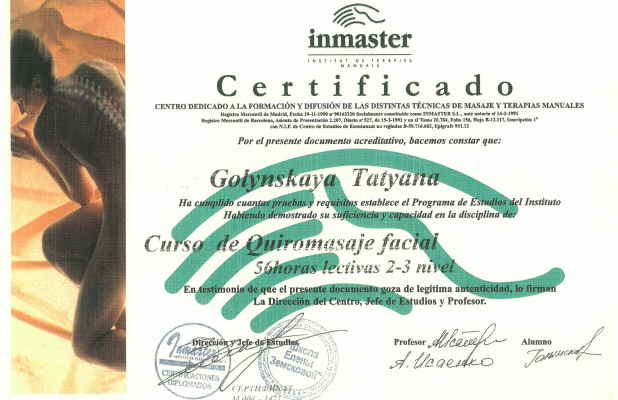 inmaster
INSTITUT DE TERÀPIES
MANUALS
Certificado
CENTRO DEDICADO A LA FORMACIÓN Y DIFUSIÓN DE LAS DISTINTAS TÉCNICAS DE MASAJE Y TERAPIAS MANUALES
Registro Mercantil de Madrid, Fecha 19-11-1990 nº 00163220 Socialmente constituido como INMASTER S.L., ante notario el 14-2-1991
Registro Mercantil de Barcelona, Asiento de Presentación 2.207, Diario nº 527, de 15-3-1991 y en el Tomo 20.784, Folio 156, Hoja B-12.117, Inscripción 1ª
con N.I.F de Centro de Estudios de Enseñanzas no regladas B-59.716.662, Epígrafe 931.12
Por el presente documento acreditativo, hacemos constar que:
Golynskaya Tatyana
Ha cumplido cuantas pruebas y requisitos establece el Programa de Estudios del Instituto
Habiendo demostrado su suficiencia y capacidad en la disciplina de:
Curso de Quiromasaje facial
56horas lectivas 2-3 nivel
En testimonio de que el presente documento goza de legítima autenticidad, lo firman
La Dirección del Centro, Jefe de Estudios y Profesor.
Dirección y Jefe de Estudios
Profesor
Alumno
А. Исаенко
Inmaster
CERTIFICACIONES
DIPLOMADOS
Школа
Елены
Земсковой
СЕРТИФИКАТ